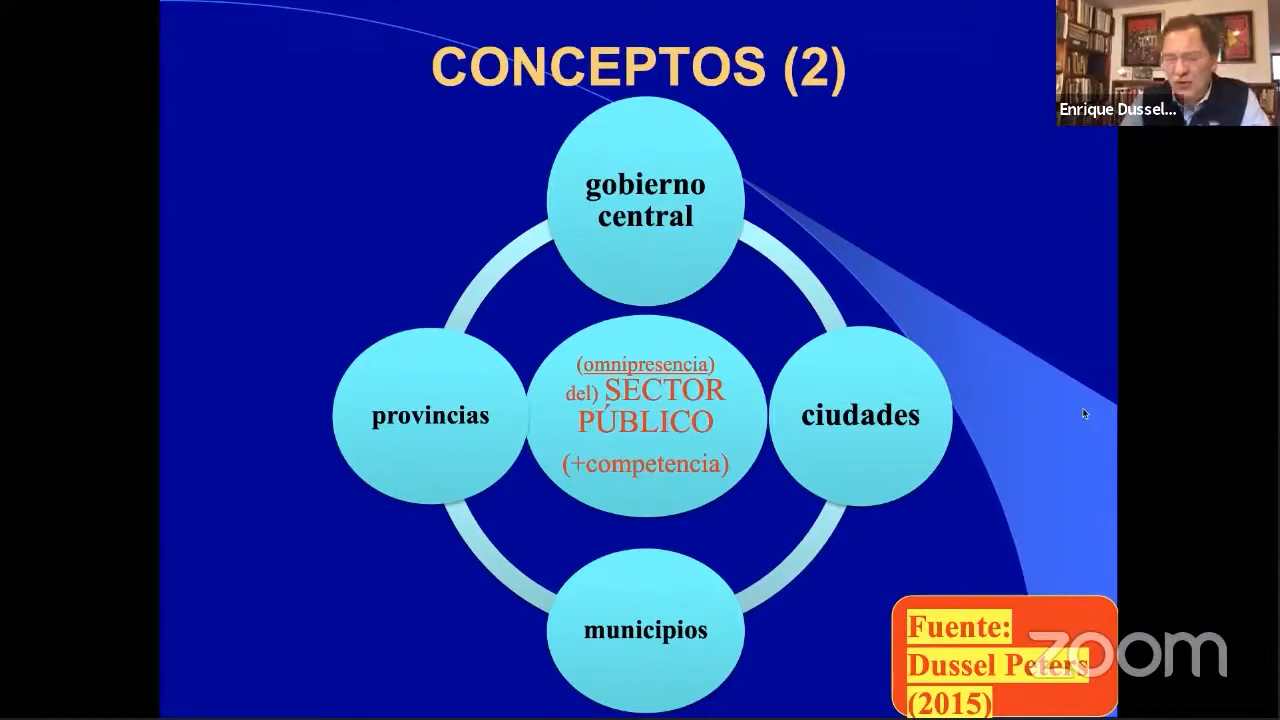 CONCEPTOS (2)
Enrique Dussel...
gobierno
central
provincias
(omnipresencia)
del) SECTOR
PÚBLICO
(+competencia)
ciudades
municipios
Fuente:
Dussel Peters
(2015)
zoom